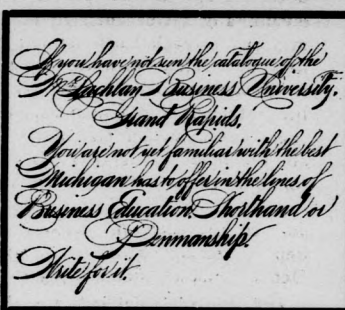 If you have not seen the catalogue of the
McLachlan Business University,
Grand Rapids,
You are not yet familiar with the best
Michigan has to offer in the lines of
Business Education, Shorthand or
Penmanship.
Write for it.